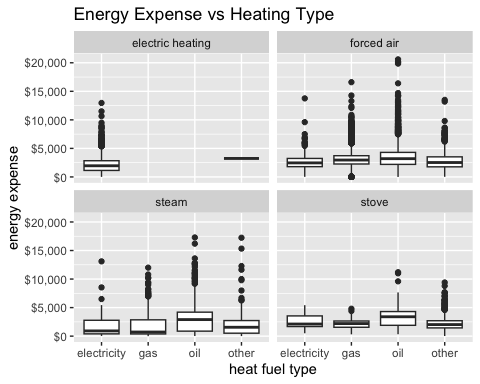 Energy Expense vs Heating Type
electric heating
forced air
$20,000
$15,000
$10,000
$5,000
$0
energy expense
steam
stove
$20,000
$15,000
$10,000
$5,000
$0
electricity gas oil other
electricity gas oil other
heat fuel type